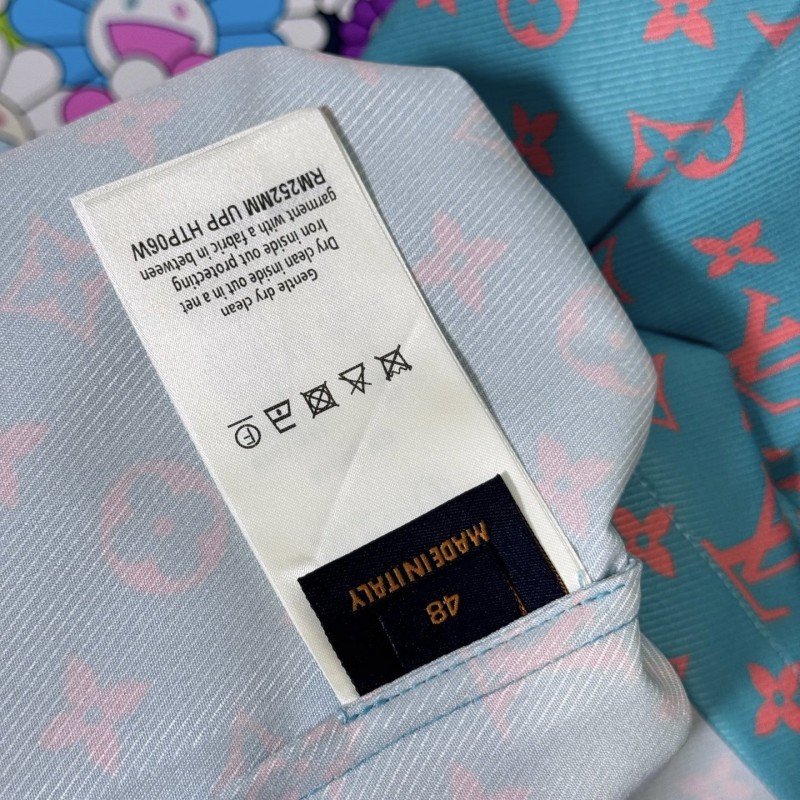 Gentle dry clean
Dry clean inside out in a net
Iron inside out protecting
garment with a fabric in between
RM252MM UPP HTP06W
F
MADE IN ITALY
48